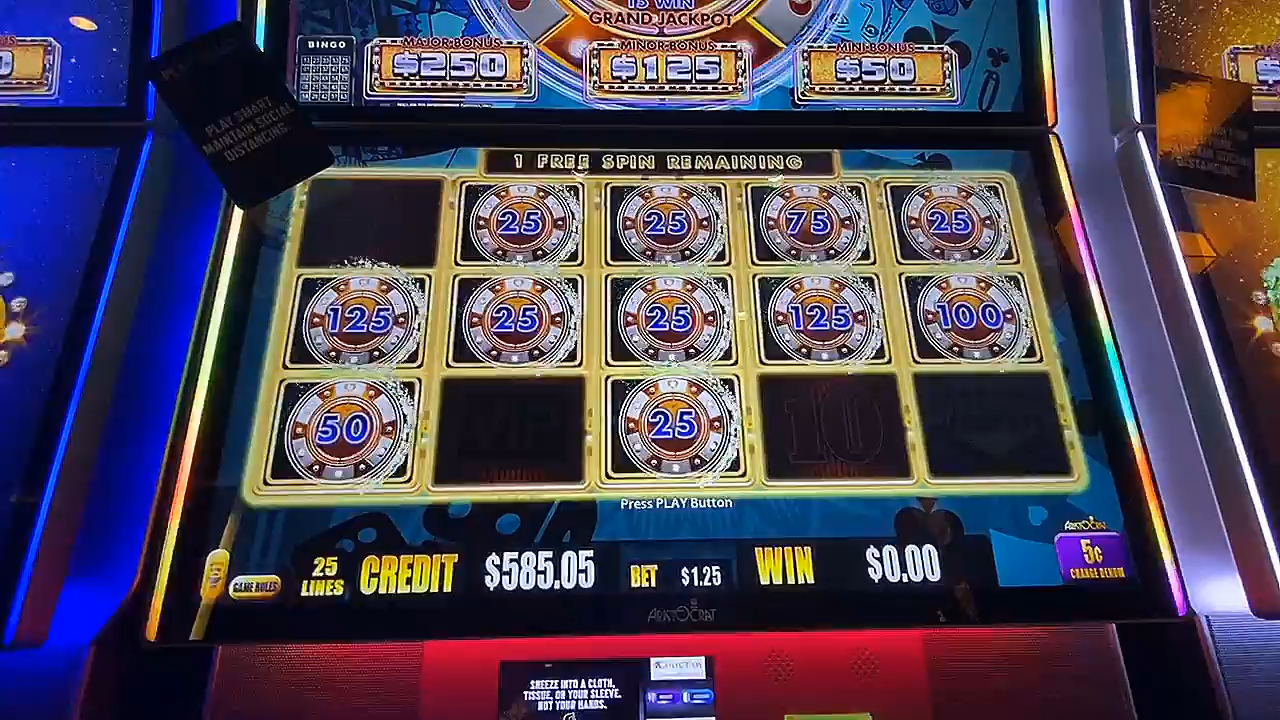 15 WIN
GRAND JACKPOT
BINGO
MAJOR BONUS
MINOR BONUS
MINI BONUS
$250
$125
$50
PLAY SMART
MAINTAIN SOCIAL
DISTANCING.
1 FREE SPIN REMAINING
25 25 75 25
125 25 25 125 100
50 25 10
Press PLAY Button
GAME RULES
25
LINES
CREDIT $585.05
BET $1.25
WIN $0.00
ARISTOCRAT
5¢
CHANGE DENOM
ARISTOCRAT
SNEEZE INTO A CLOTH,
TISSUE, OR YOUR SLEEVE.
NOT YOUR HANDS.